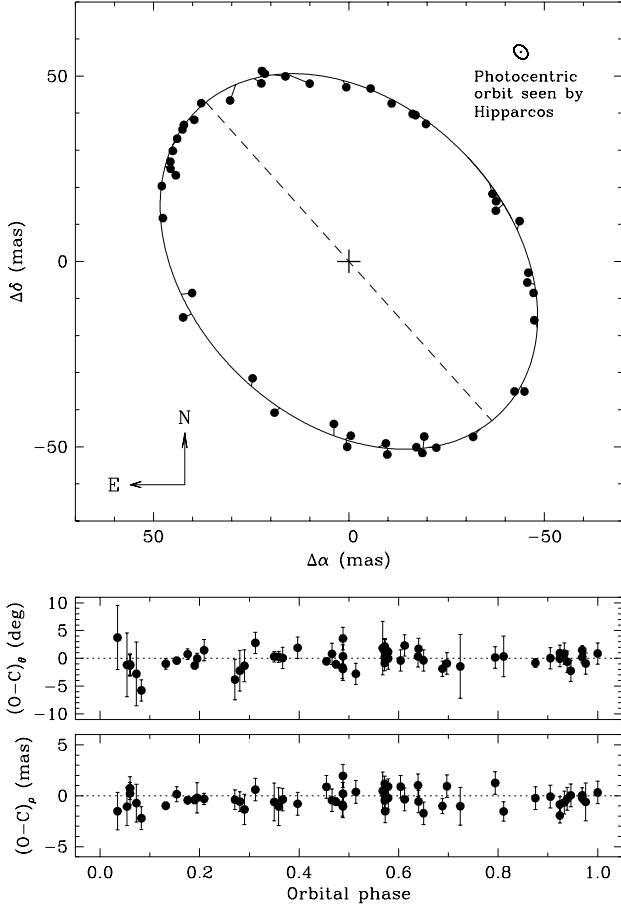 50
0
−50
Δδ (mas)
Photocentric
orbit seen by
Hipparcos
N
E
50
0
−50
Δα (mas)
10
5
0
−5
−10
(O−C)θ (deg)
5
0
−5
(O−C)ρ (mas)
0.0
0.2
0.4
0.6
0.8
1.0
Orbital phase